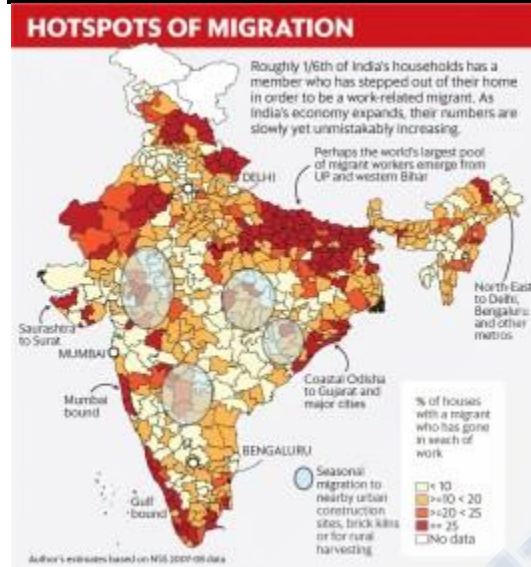 HOTSPOTS OF MIGRATION
Roughly 1/6th of India's households has a
member who has stepped out of their home
in order to be a work-related migrant. As
India's economy expands, their numbers are
slowly yet unmistakably increasing.
Perhaps the world's largest pool
of migrant workers emerge from
UP and western Bihar
DELHI
North-East
to Delhi,
Bengaluru
and other
metros
Saurashtra
to Surat
MUMBAI
Mumbai
bound
Coastal Odisha
to Gujarat and
major cities
% of houses
with a migrant
who has gone
in seach of
work
< 10
>=10 < 20
>=20 < 25
>= 25
No data
BENGALURU
Seasonal
migration to
nearby urban
construction
sites, brick kilns
or for rural
harvesting
Gulf
bound
Author's estimates based on NSS 2007-08 data